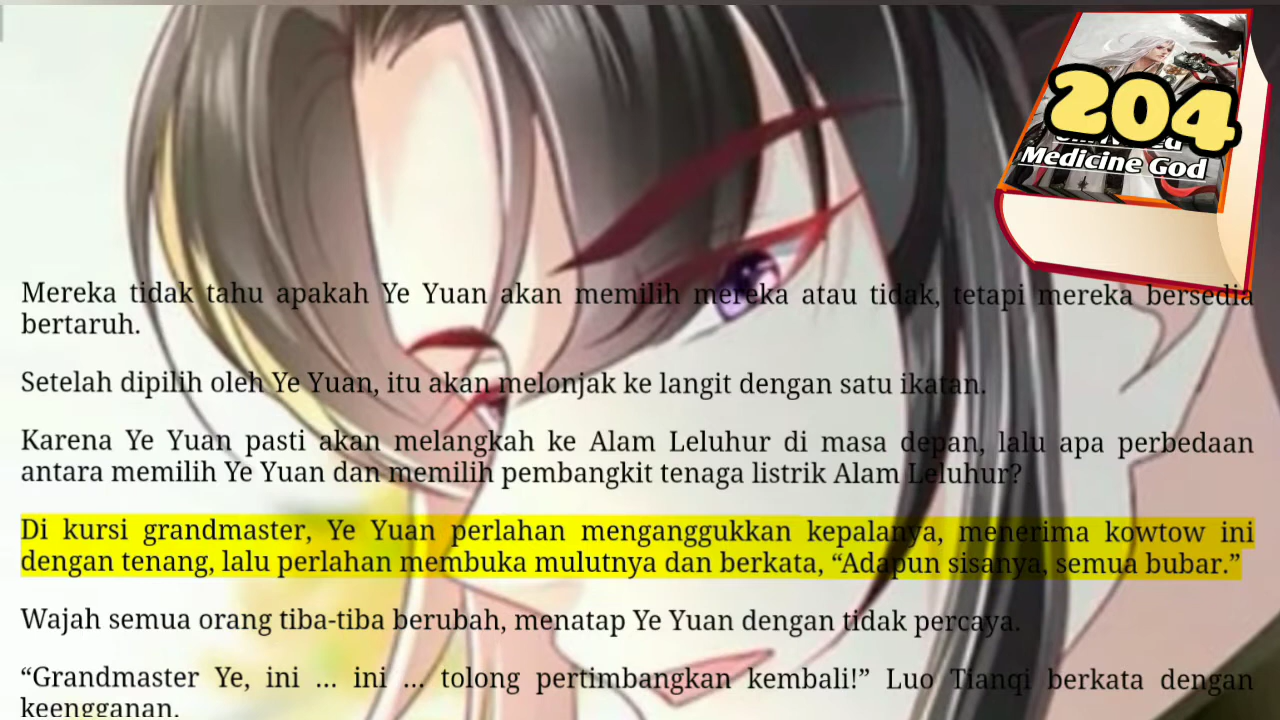 204
Medicine God
Mereka tidak tahu apakah Ye Yuan akan memilih mereka atau tidak, tetapi mereka bersedia
bertaruh.
Setelah dipilih oleh Ye Yuan, itu akan melonjak ke langit dengan satu ikatan.
Karena Ye Yuan pasti akan melangkah ke Alam Leluhur di masa depan, lalu apa perbedaan
antara memilih Ye Yuan dan memilih pembangkit tenaga listrik Alam Leluhur?
Di kursi grandmaster, Ye Yuan perlahan menganggukkan kepalanya, menerima kowtow ini
dengan tenang, lalu perlahan membuka mulutnya dan berkata, “Adapun sisanya, semua bubar.”
Wajah semua orang tiba-tiba berubah, menatap Ye Yuan dengan tidak percaya.
“Grandmaster Ye, ini ... ini ... tolong pertimbangkan kembali!” Luo Tianqi berkata dengan
keengganan.